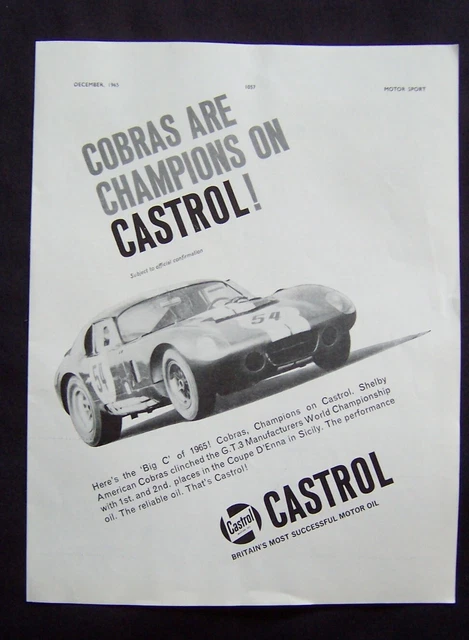 DECEMBER, 1965
1037
MOTOR SPORT
COBRAS ARE
CHAMPIONS ON
CASTROL!
Subject to official confirmation
54
54
Here's the 'Big C' of 1965! Cobras, Champions on Castrol. Shelby
American Cobras clinched the G.T.3 Manufacturers World Championship
with 1st. and 2nd. places in the Coupe D'Enna in Sicily. The performance
oil. The reliable oil. That's Castrol!
Castrol
CASTROL
BRITAIN'S MOST SUCCESSFUL MOTOR OIL